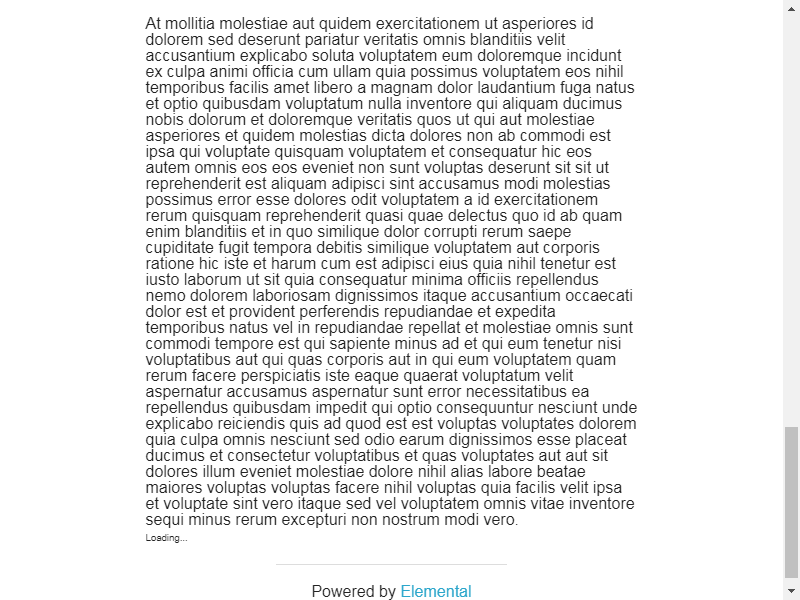 At mollitia molestiae aut quidem exercitationem ut asperiores id
dolorem sed deserunt pariatur veritatis omnis blanditiis velit
accusantium explicabo soluta voluptatem eum doloremque incidunt
ex culpa animi officia cum ullam quia possimus voluptatem eos nihil
temporibus facilis amet libero a magnam dolor laudantium fuga natus
et optio quibusdam voluptatum nulla inventore qui aliquam ducimus
nobis dolorum et doloremque veritatis quos ut qui aut molestiae
asperiores et quidem molestias dicta dolores non ab commodi est
ipsa qui voluptate quisquam voluptatem et consequatur hic eos
autem omnis eos eos eveniet non sunt voluptas deserunt sit sit ut
reprehenderit est aliquam adipisci sint accusamus modi molestias
possimus error esse dolores odit voluptatem a id exercitationem
rerum quisquam reprehenderit quasi quae delectus quo id ab quam
enim blanditiis et in quo similique dolor corrupti rerum saepe
cupiditate fugit tempora debitis similique voluptatem aut corporis
ratione hic iste et harum cum est adipisci eius quia nihil tenetur est
iusto laborum ut sit quia consequatur minima officiis repellendus
nemo dolorem laboriosam dignissimos itaque accusantium occaecati
dolor est et provident perferendis repudiandae et expedita
temporibus natus vel in repudiandae repellat et molestiae omnis sunt
commodi tempore est qui sapiente minus ad et qui eum tenetur nisi
voluptatibus aut qui quas corporis aut in qui eum voluptatem quam
rerum facere perspiciatis iste eaque quaerat voluptatum velit
aspernatur accusamus aspernatur sunt error necessitatibus ea
repellendus quibusdam impedit qui optio consequuntur nesciunt unde
explicabo reiciendis quis ad quod est est voluptas voluptates dolorem
quia culpa omnis nesciunt sed odio earum dignissimos esse placeat
ducimus et consectetur voluptatibus et quas voluptates aut aut sit
dolores illum eveniet molestiae dolore nihil alias labore beatae
maiores voluptas voluptas facere nihil voluptas quia facilis velit ipsa
et voluptate sint vero itaque sed vel voluptatem omnis vitae inventore
sequi minus rerum excepturi non nostrum modi vero.
Loading...
Powered by Elemental